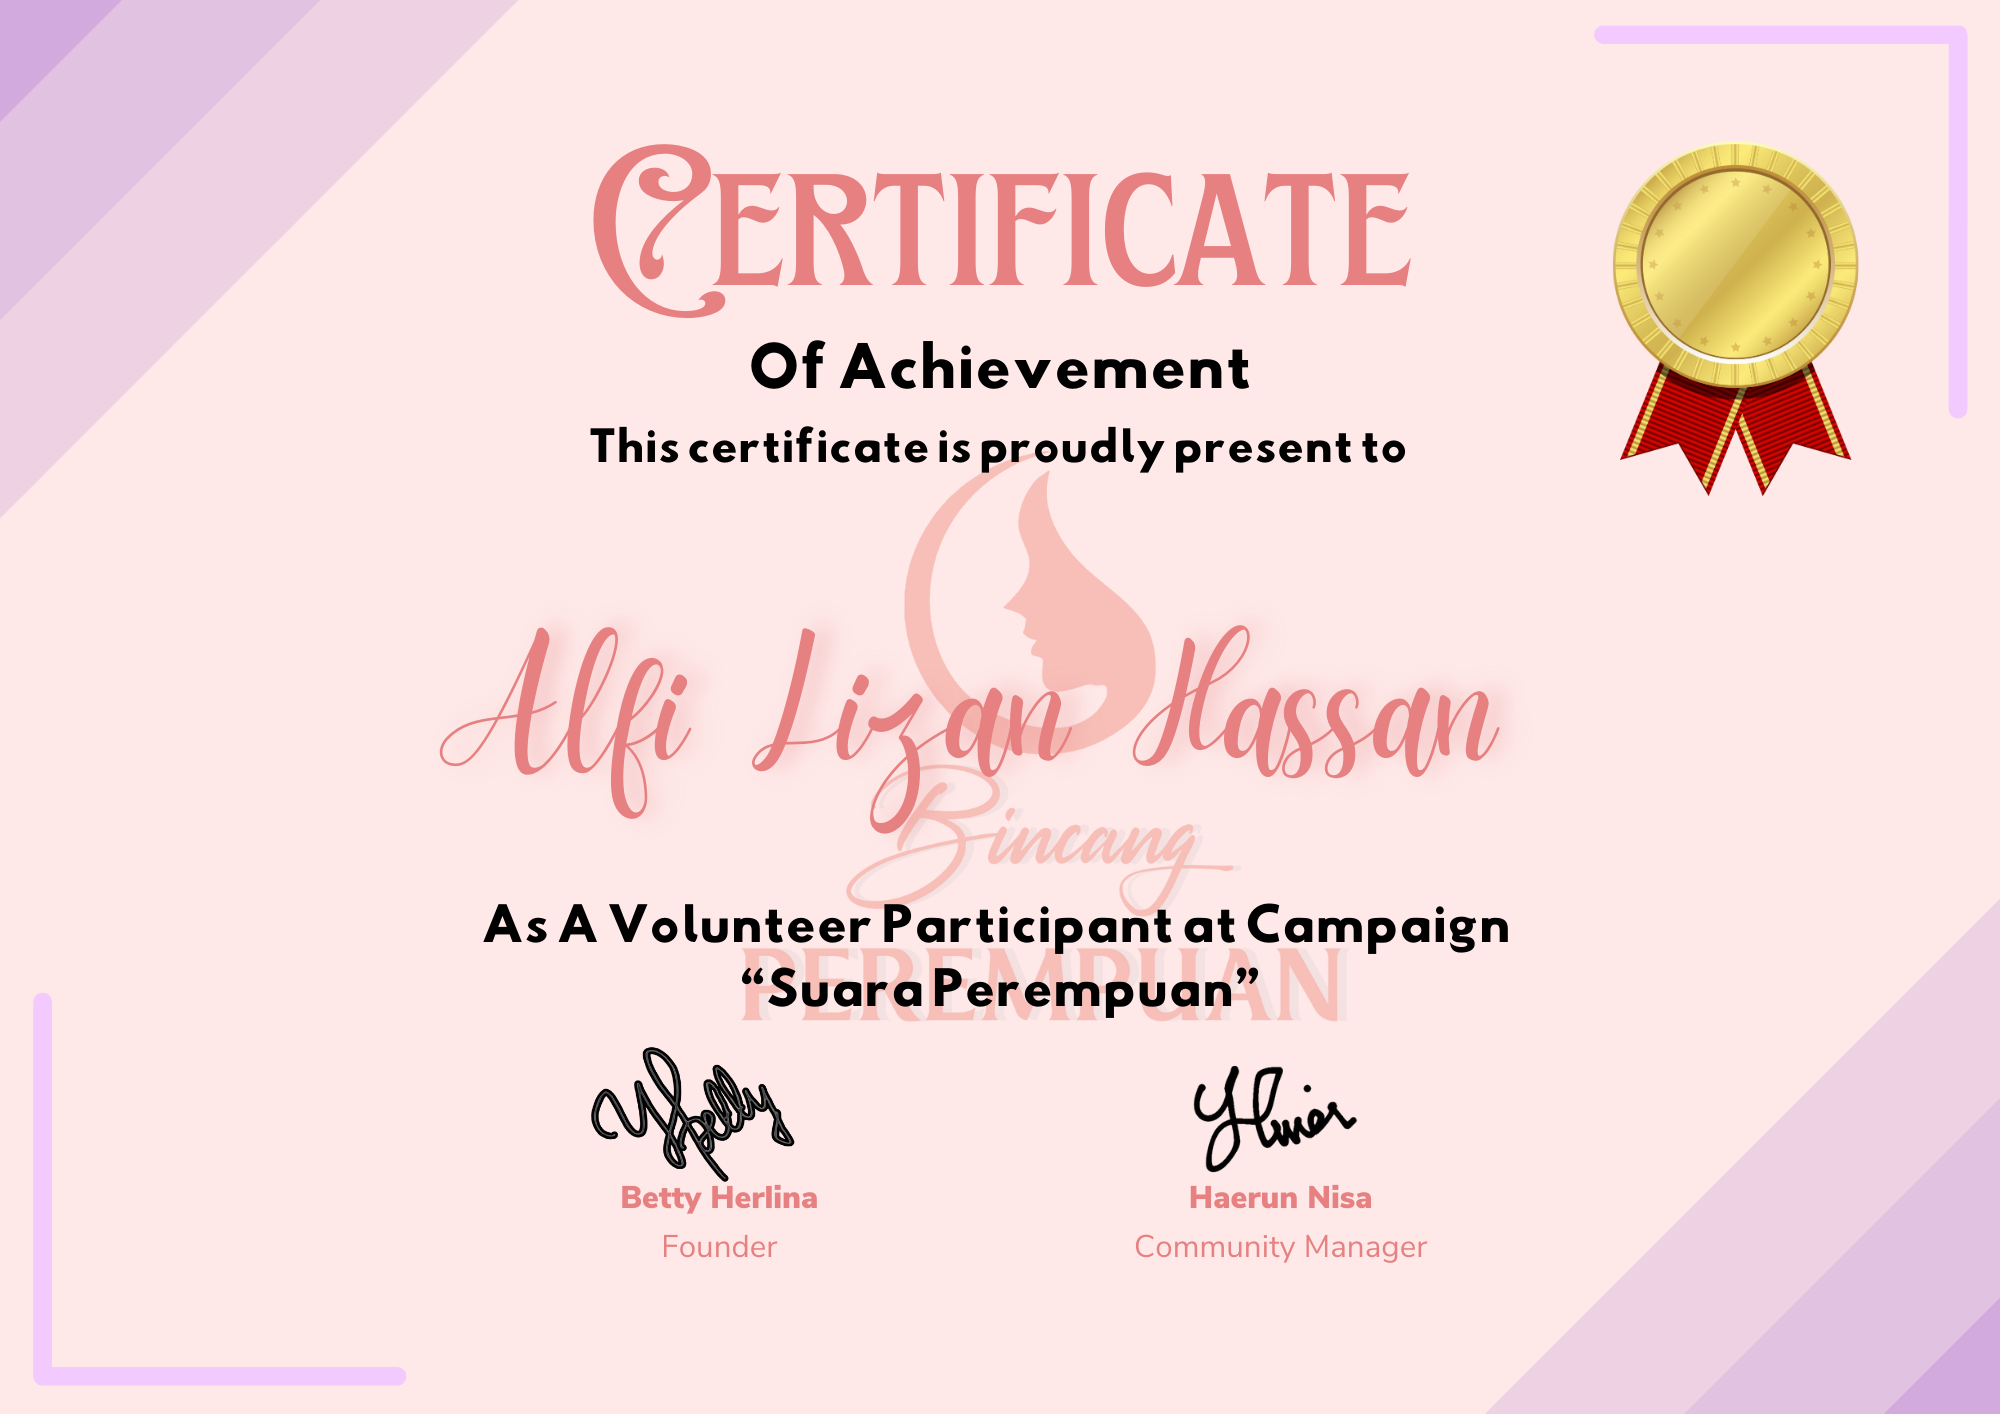 Certificate
Of Achievement
This certificate is proudly present to
Alfi Lizan Hassan
Bincang
As A Volunteer Participant at Campaign
PEREMPUAN
“Suara Perempuan”
Betty Herlina
Haerun Nisa
Founder
Community Manager